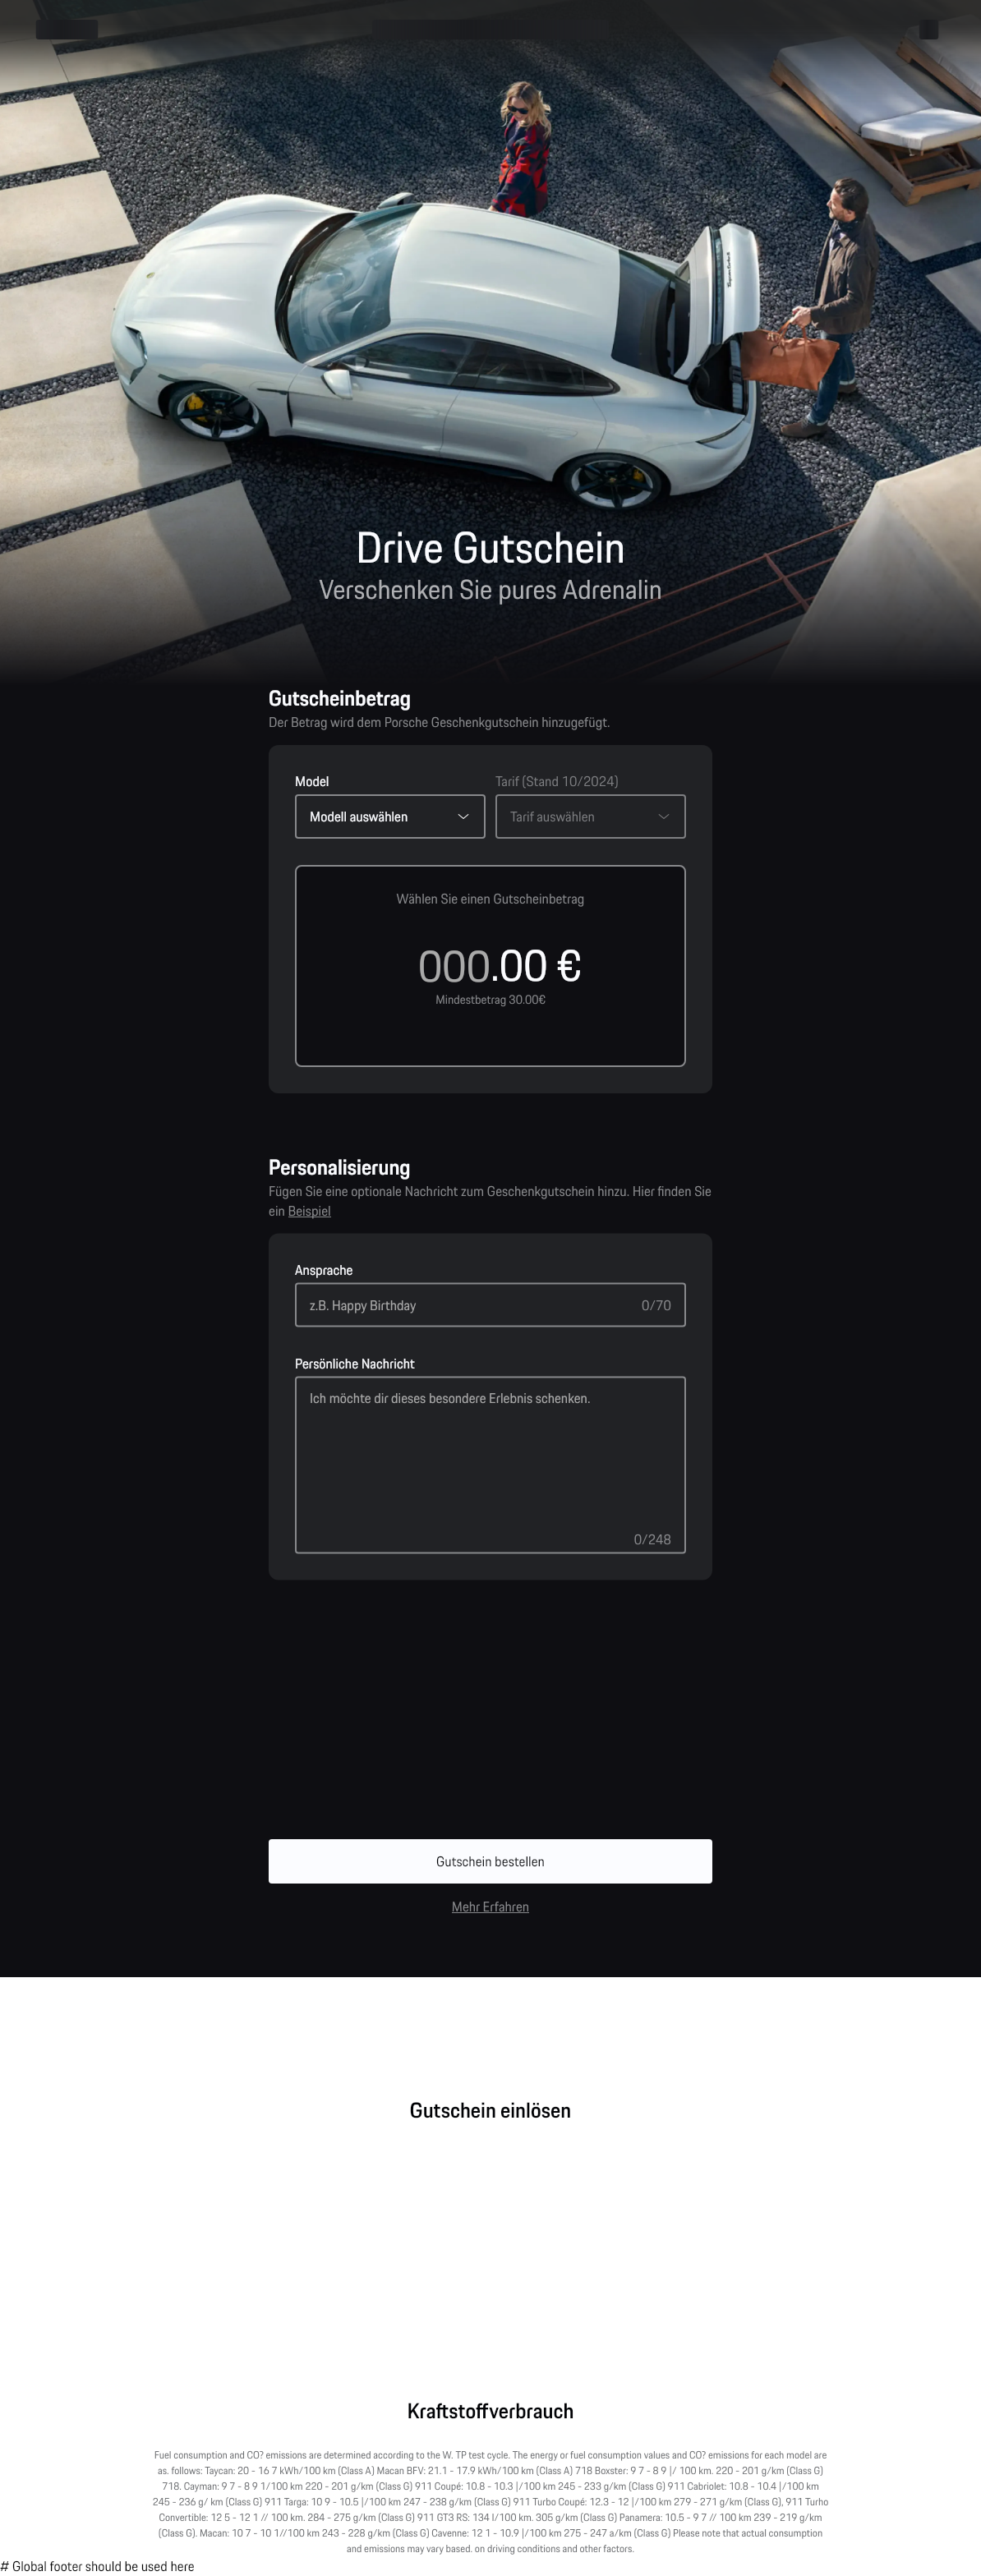 Drive Gutschein
Verschenken Sie pures Adrenalin
Gutscheinbetrag
Der Betrag wird dem Porsche Geschenkgutschein hinzugefügt.
Model
Tarif (Stand 10/2024)
Modell auswählen
Tarif auswählen
Wählen Sie einen Gutscheinbetrag
000.00 €
Mindestbetrag 30.00€
Personalisierung
Fügen Sie eine optionale Nachricht zum Geschenkgutschein hinzu. Hier finden Sie
ein Beispiel
Ansprache
z.B. Happy Birthday 0/70
Persönliche Nachricht
Ich möchte dir dieses besondere Erlebnis schenken.
0/248
Gutschein bestellen
Mehr Erfahren
Gutschein einlösen
Kraftstoffverbrauch
Fuel consumption and CO? emissions are determined according to the W. TP test cycle. The energy or fuel consumption values and CO? emissions for each model are
as. follows: Taycan: 20 - 16 7 kWh/100 km (Class A) Macan BFV: 21.1 - 17.9 kWh/100 km (Class A) 718 Boxster: 9 7 - 8 9 |/ 100 km. 220 - 201 g/km (Class G)
718. Cayman: 9 7 - 8 9 1/100 km 220 - 201 g/km (Class G) 911 Coupé: 10.8 - 10.3 |/100 km 245 - 233 g/km (Class G) 911 Cabriolet: 10.8 - 10.4 |/100 km
245 - 236 g/ km (Class G) 911 Targa: 10 9 - 10.5 |/100 km 247 - 238 g/km (Class G) 911 Turbo Coupé: 12.3 - 12 |/100 km 279 - 271 g/km (Class G), 911 Turho
Convertible: 12 5 - 12 1 // 100 km. 284 - 275 g/km (Class G) 911 GT3 RS: 134 l/100 km. 305 g/km (Class G) Panamera: 10.5 - 9 7 // 100 km 239 - 219 g/km
(Class G). Macan: 10 7 - 10 1//100 km 243 - 228 g/km (Class G) Cavenne: 12 1 - 10.9 |/100 km 275 - 247 a/km (Class G) Please note that actual consumption
and emissions may vary based. on driving conditions and other factors.
# Global footer should be used here